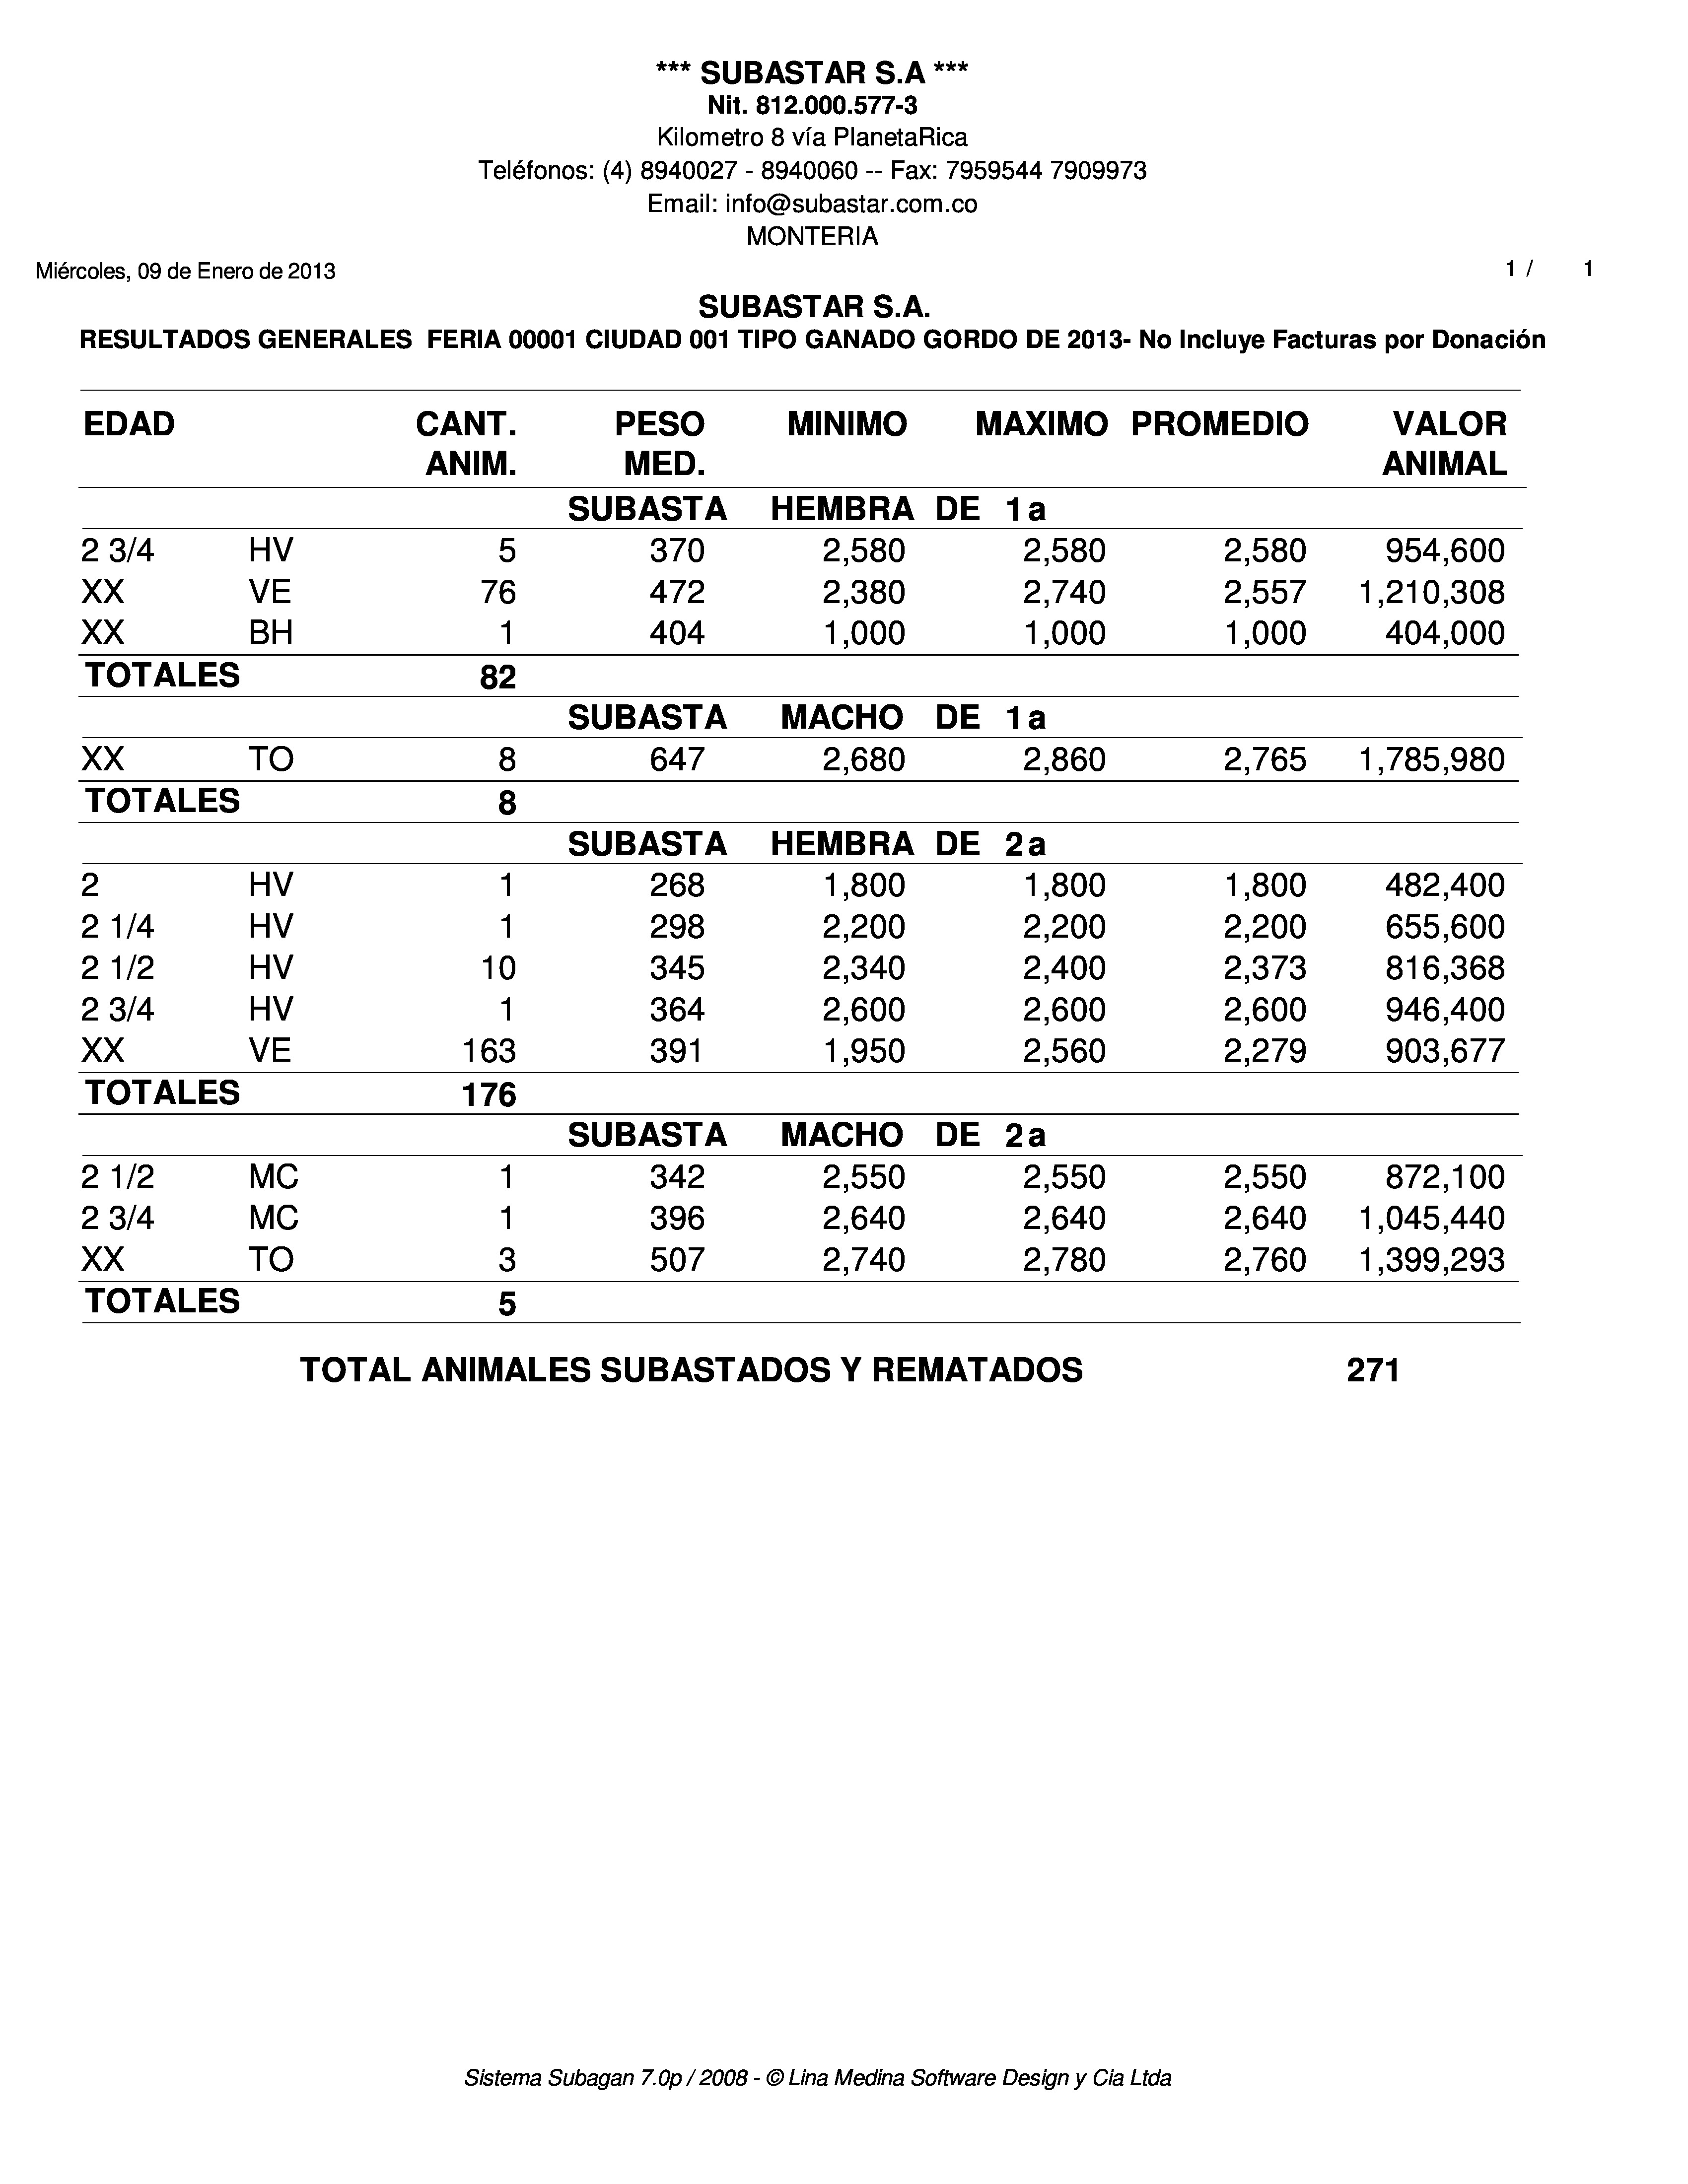 *** SUBASTAR S.A ***
Nit. 812.000.577-3
Kilometro 8 vía PlanetaRica
Teléfonos: (4) 8940027 - 8940060 -- Fax: 7959544 7909973
Email: info@subastar.com.co
MONTERIA
Miércoles, 09 de Enero de 2013 1 / 1
SUBASTAR S.A.
RESULTADOS GENERALES FERIA 00001 CIUDAD 001 TIPO GANADO GORDO DE 2013- No Incluye Facturas por Donación
EDAD CANT. PESO MINIMO MAXIMO PROMEDIO VALOR
ANIM. MED. ANIMAL
SUBASTA HEMBRA DE 1a
2 3/4 HV 5 370 2,580 2,580 2,580 954,600
XX VE 76 472 2,380 2,740 2,557 1,210,308
XX BH 1 404 1,000 1,000 1,000 404,000
TOTALES 82
SUBASTA MACHO DE 1a
XX TO 8 647 2,680 2,860 2,765 1,785,980
TOTALES 8
SUBASTA HEMBRA DE 2a
2 HV 1 268 1,800 1,800 1,800 482,400
2 1/4 HV 1 298 2,200 2,200 2,200 655,600
2 1/2 HV 10 345 2,340 2,400 2,373 816,368
2 3/4 HV 1 364 2,600 2,600 2,600 946,400
XX VE 163 391 1,950 2,560 2,279 903,677
TOTALES 176
SUBASTA MACHO DE 2a
2 1/2 MC 1 342 2,550 2,550 2,550 872,100
2 3/4 MC 1 396 2,640 2,640 2,640 1,045,440
XX TO 3 507 2,740 2,780 2,760 1,399,293
TOTALES 5
TOTAL ANIMALES SUBASTADOS Y REMATADOS 271
Sistema Subagan 7.0p / 2008 - © Lina Medina Software Design y Cia Ltda